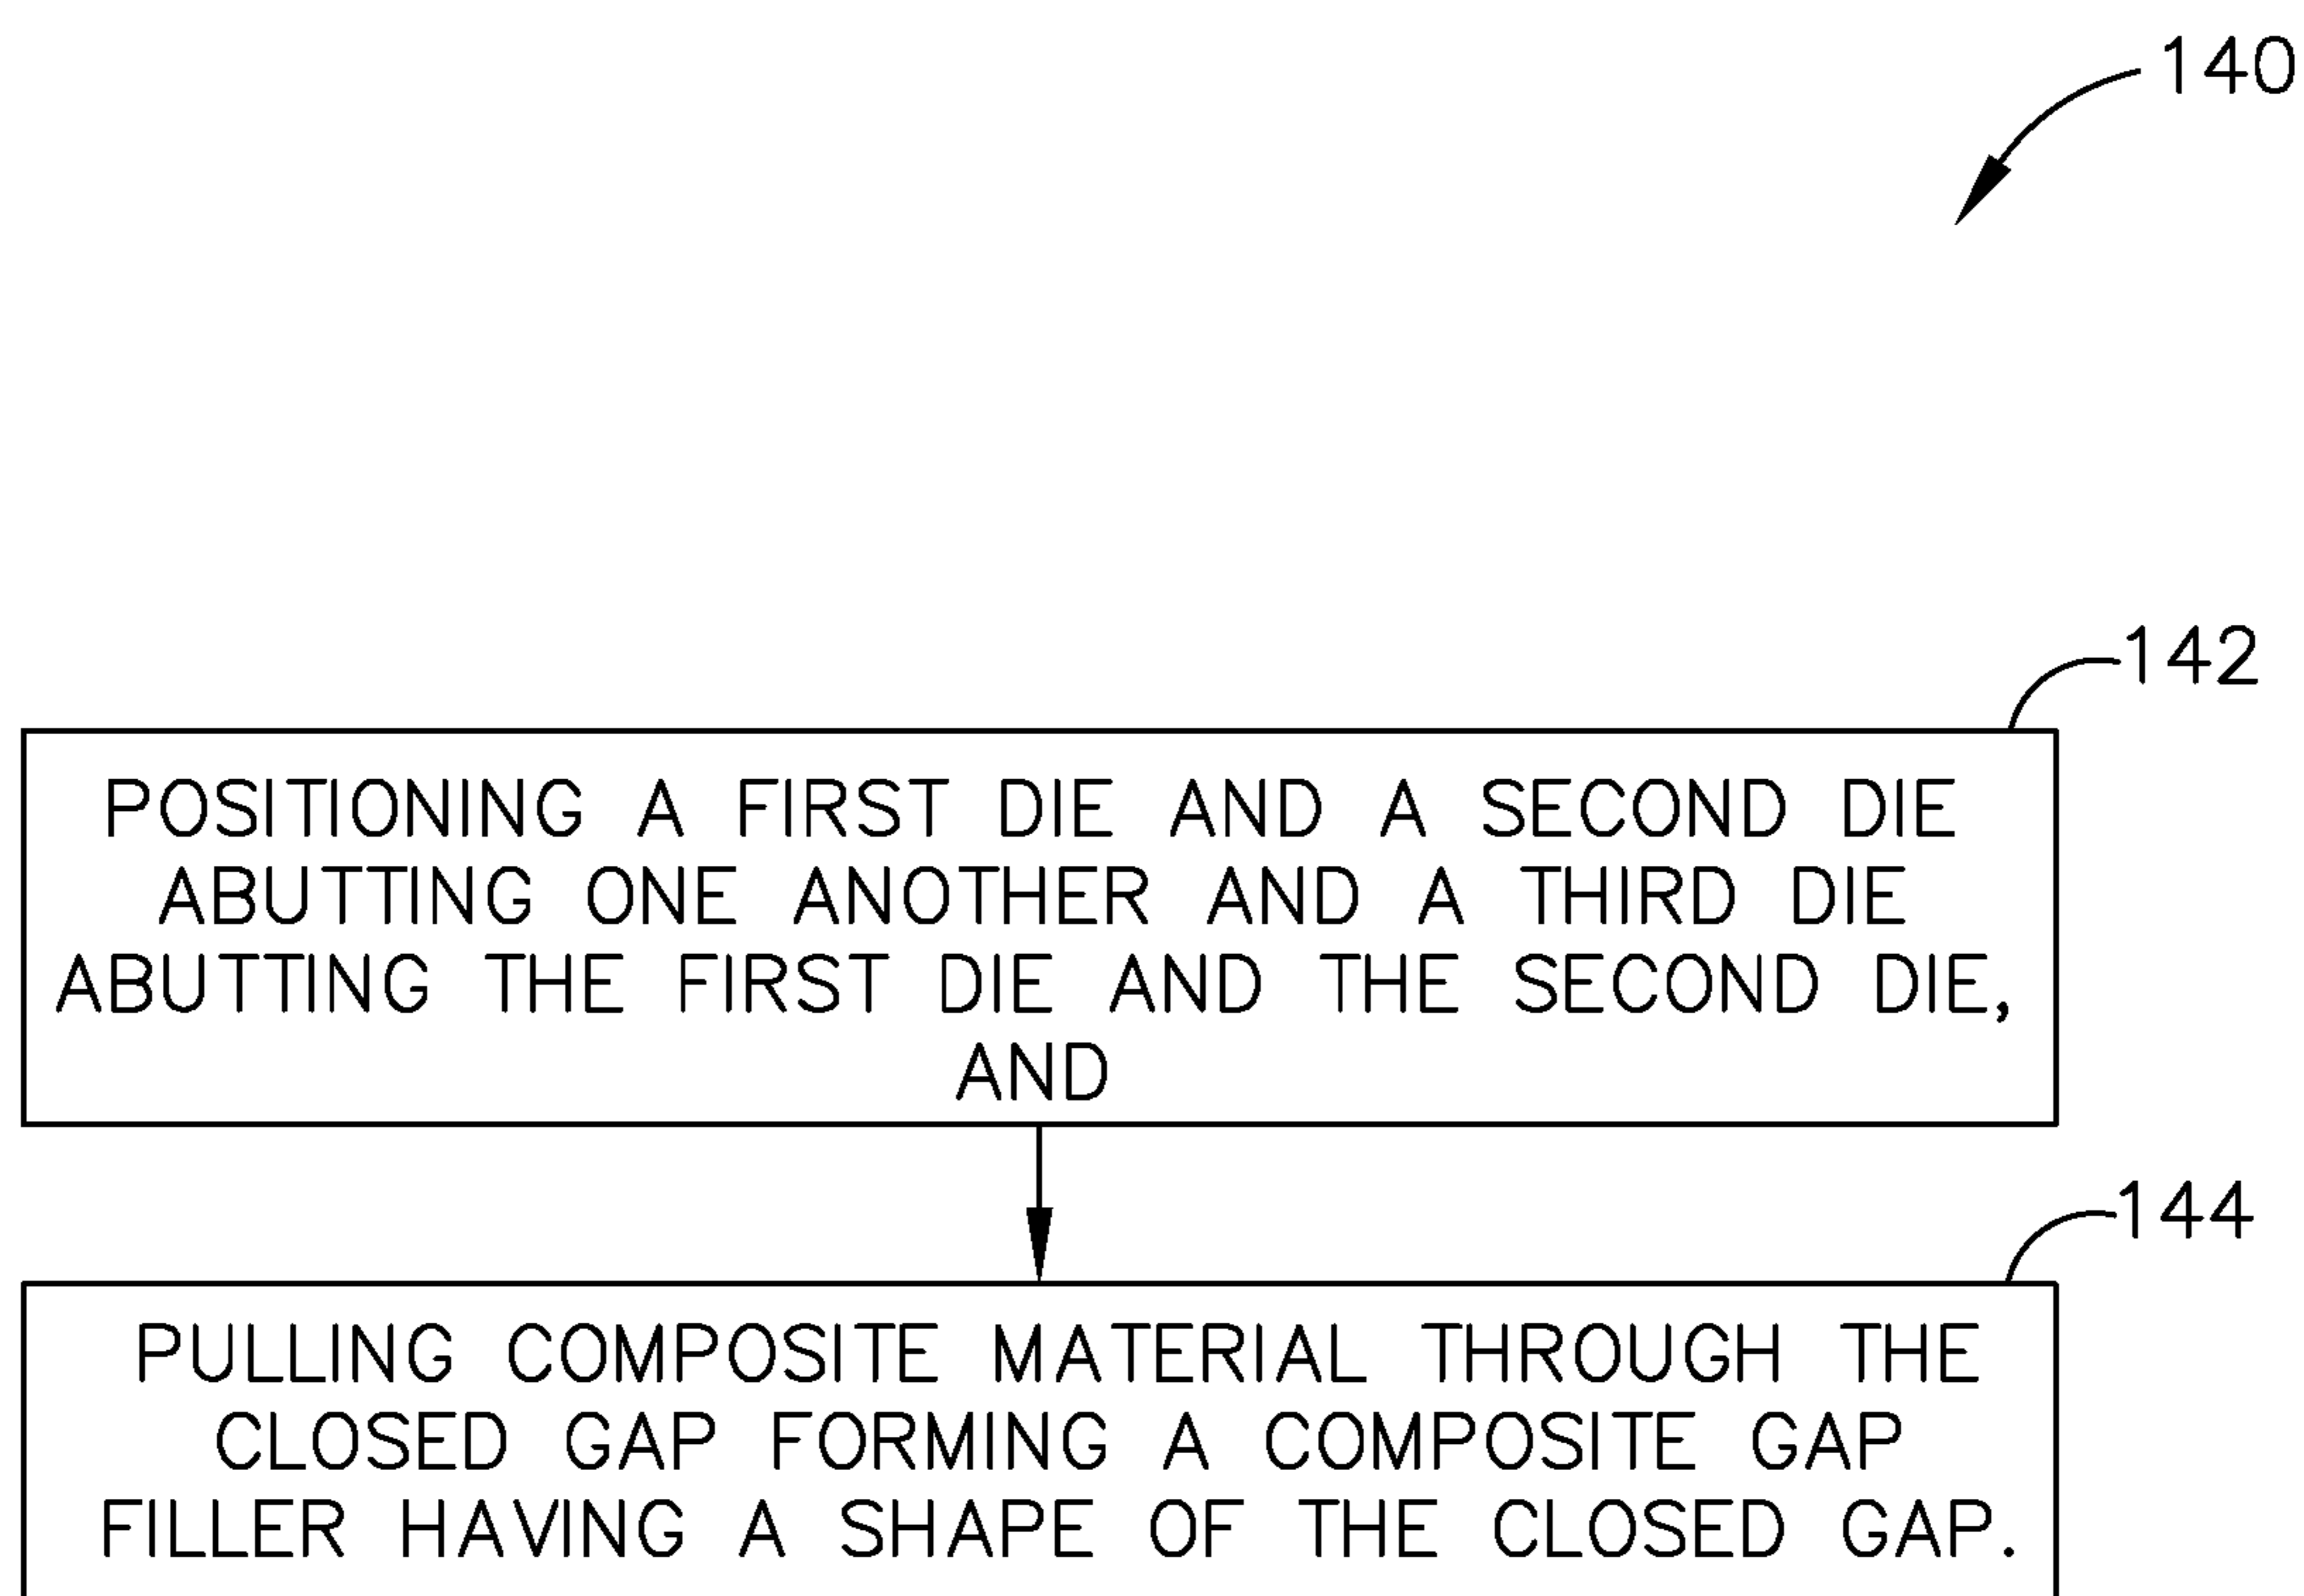 140
142
POSITIONING A FIRST DIE AND A SECOND DIE
ABUTTING ONE ANOTHER AND A THIRD DIE
ABUTTING THE FIRST DIE AND THE SECOND DIE,
AND
144
PULLING COMPOSITE MATERIAL THROUGH THE
CLOSED GAP FORMING A COMPOSITE GAP
FILLER HAVING A SHAPE OF THE CLOSED GAP.